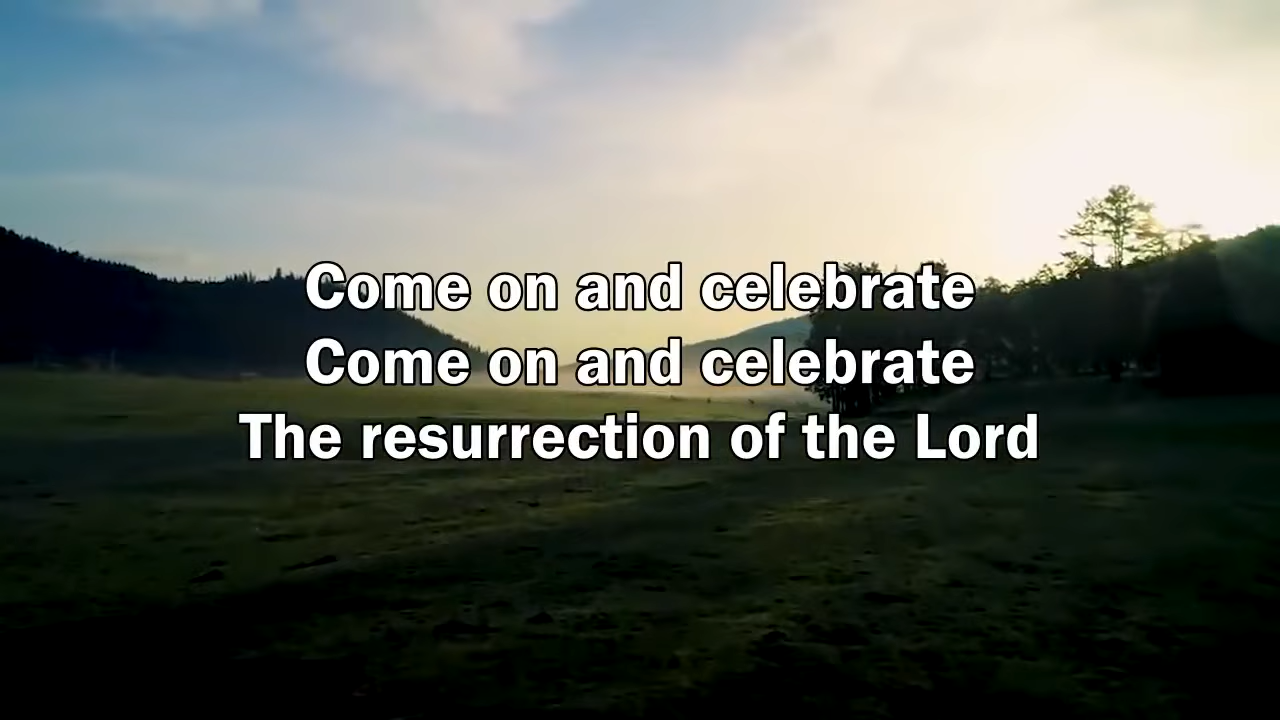 Come on and celebrate
Come on and celebrate
The resurrection of the Lord